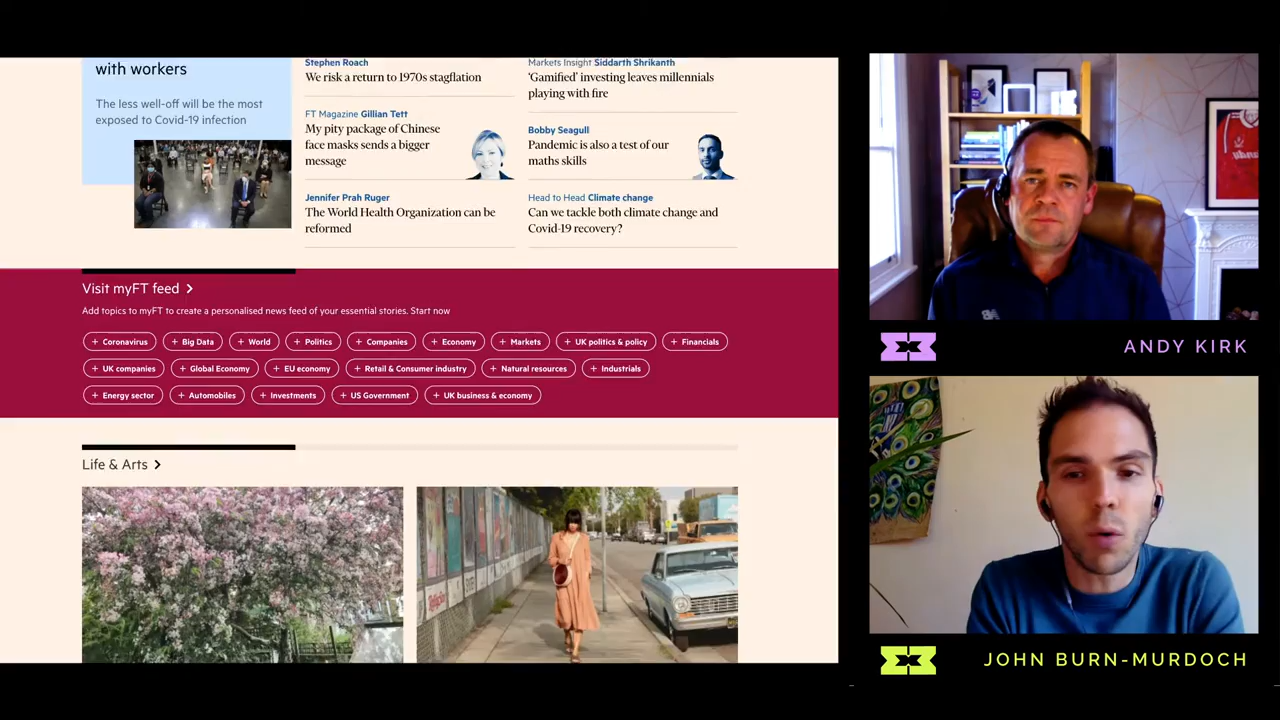 with workers
The less well-off will be the most
exposed to Covid-19 infection
Stephen Roach
We risk a return to 1970s stagflation
FT Magazine Gillian Tett
My pity package of Chinese
face masks sends a bigger
message
Jennifer Prah Ruger
The World Health Organization can be
reformed
Markets Insight Siddarth Shrikanth
‘Gamified’ investing leaves millennials
playing with fire
Bobby Seagull
Pandemic is also a test of our
maths skills
Head to Head Climate change
Can we tackle both climate change and
Covid-19 recovery?
Visit myFT feed
Add topics to myFT to create a personalised news feed of your essential stories. Start now
+ Coronavirus + Big Data + World + Politics + Companies + Economy + Markets + UK politics & policy + Financials
+ UK companies + Global Economy + EU economy + Retail & Consumer industry + Natural resources + Industrials
+ Energy sector + Automobiles + Investments + US Government + UK business & economy
Life & Arts
ANDY KIRK
JOHN BURN-MURDOCH